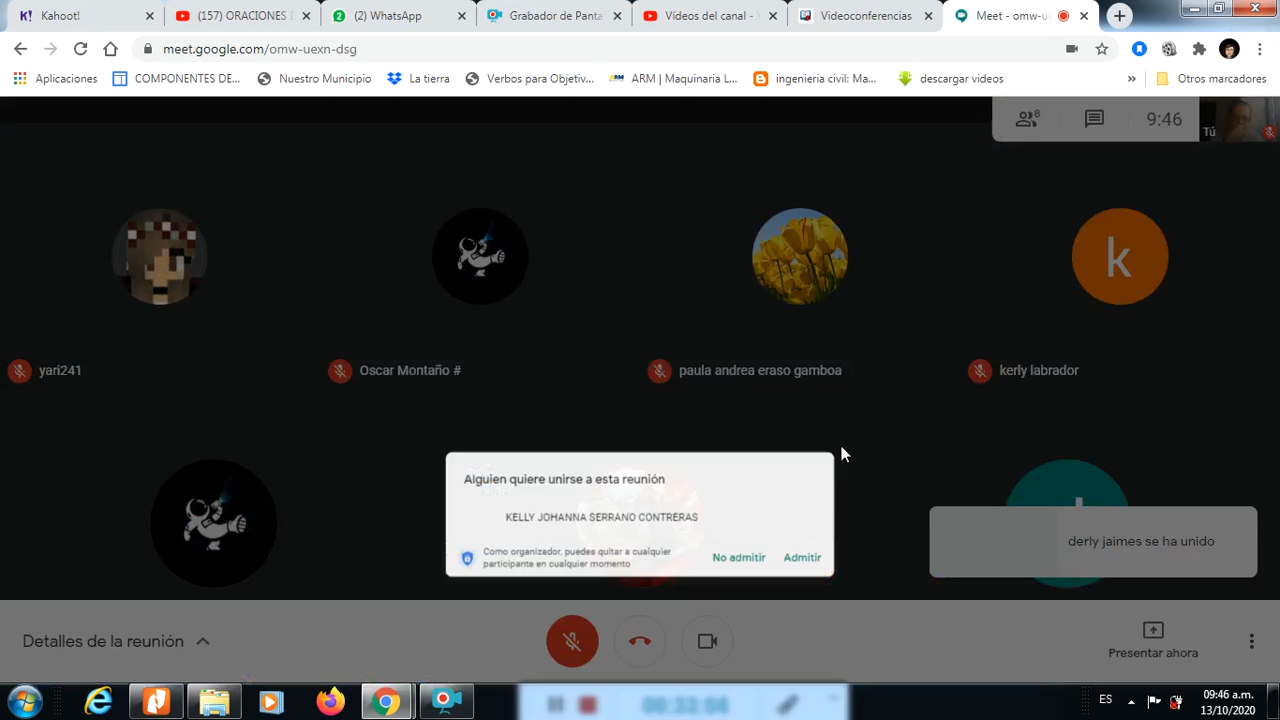 Kahoot!
(157) ORACIONES D
(2) WhatsApp
Grabador de Panta
Vídeos del canal - Y
Videoconferencias
Meet - omw-u
meet.google.com/omw-uexn-dsg
Aplicaciones
COMPONENTES DE...
Nuestro Municipio
La tierra
Verbos para Objetiv...
ARM | Maquinaria L...
ingenieria civil: Ma...
descargar videos
»
Otros marcadores
8
9:46
Tú
yari241
Oscar Montaño #
paula andrea eraso gamboa
k
kerly labrador
Alguien quiere unirse a esta reunión
KELLY JOHANNA SERRANO CONTRERAS
Como organizador, puedes quitar a cualquier
participante en cualquier momento
No admitir
Admitir
derly jaimes se ha unido
Detalles de la reunión
Presentar ahora
ES
09:46 a.m.
13/10/2020